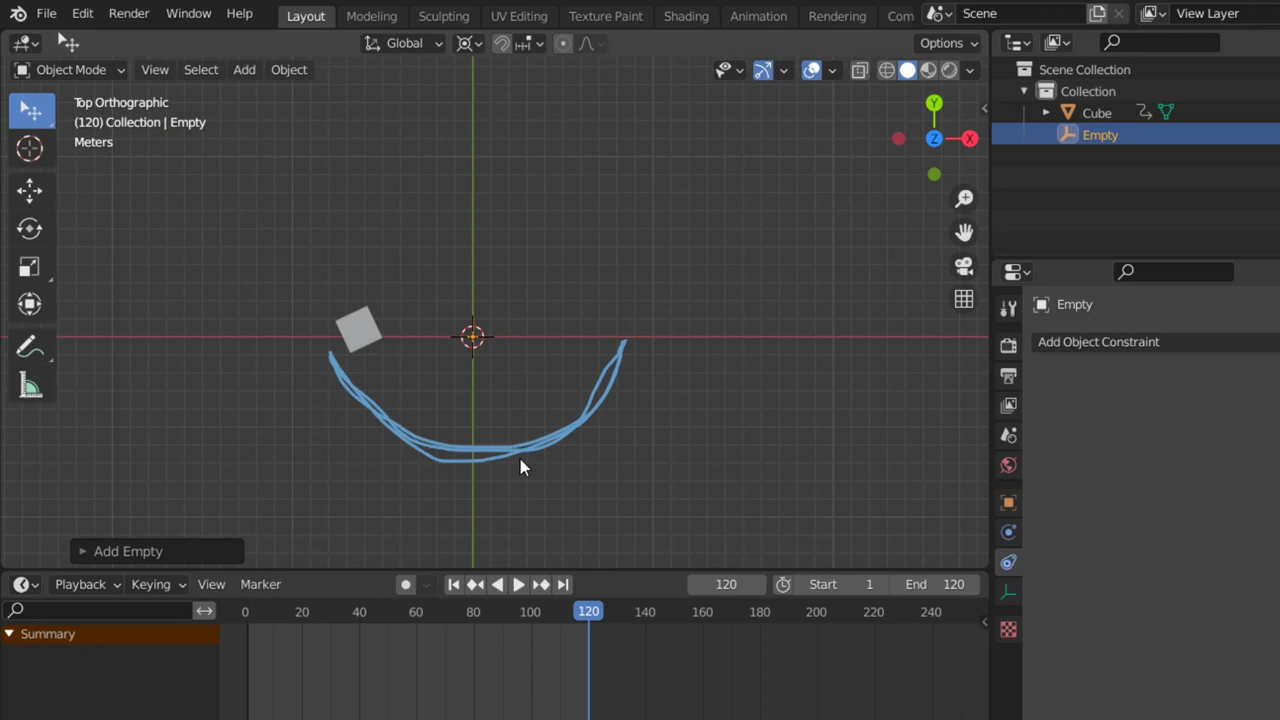 File Edit Render Window Help Layout Modeling Sculpting UV Editing Texture Paint Shading Animation Rendering Com Scene View Layer
Global Options
Object Mode View Select Add Object
Top Orthographic
(120) Collection | Empty
Meters
Y
Z X
Scene Collection
Collection
Cube
Empty
Empty
Add Object Constraint
Add Empty
Playback Keying View Marker 120 Start 1 End 120
0 20 40 60 80 100 120 140 160 180 200 220 240
Summary